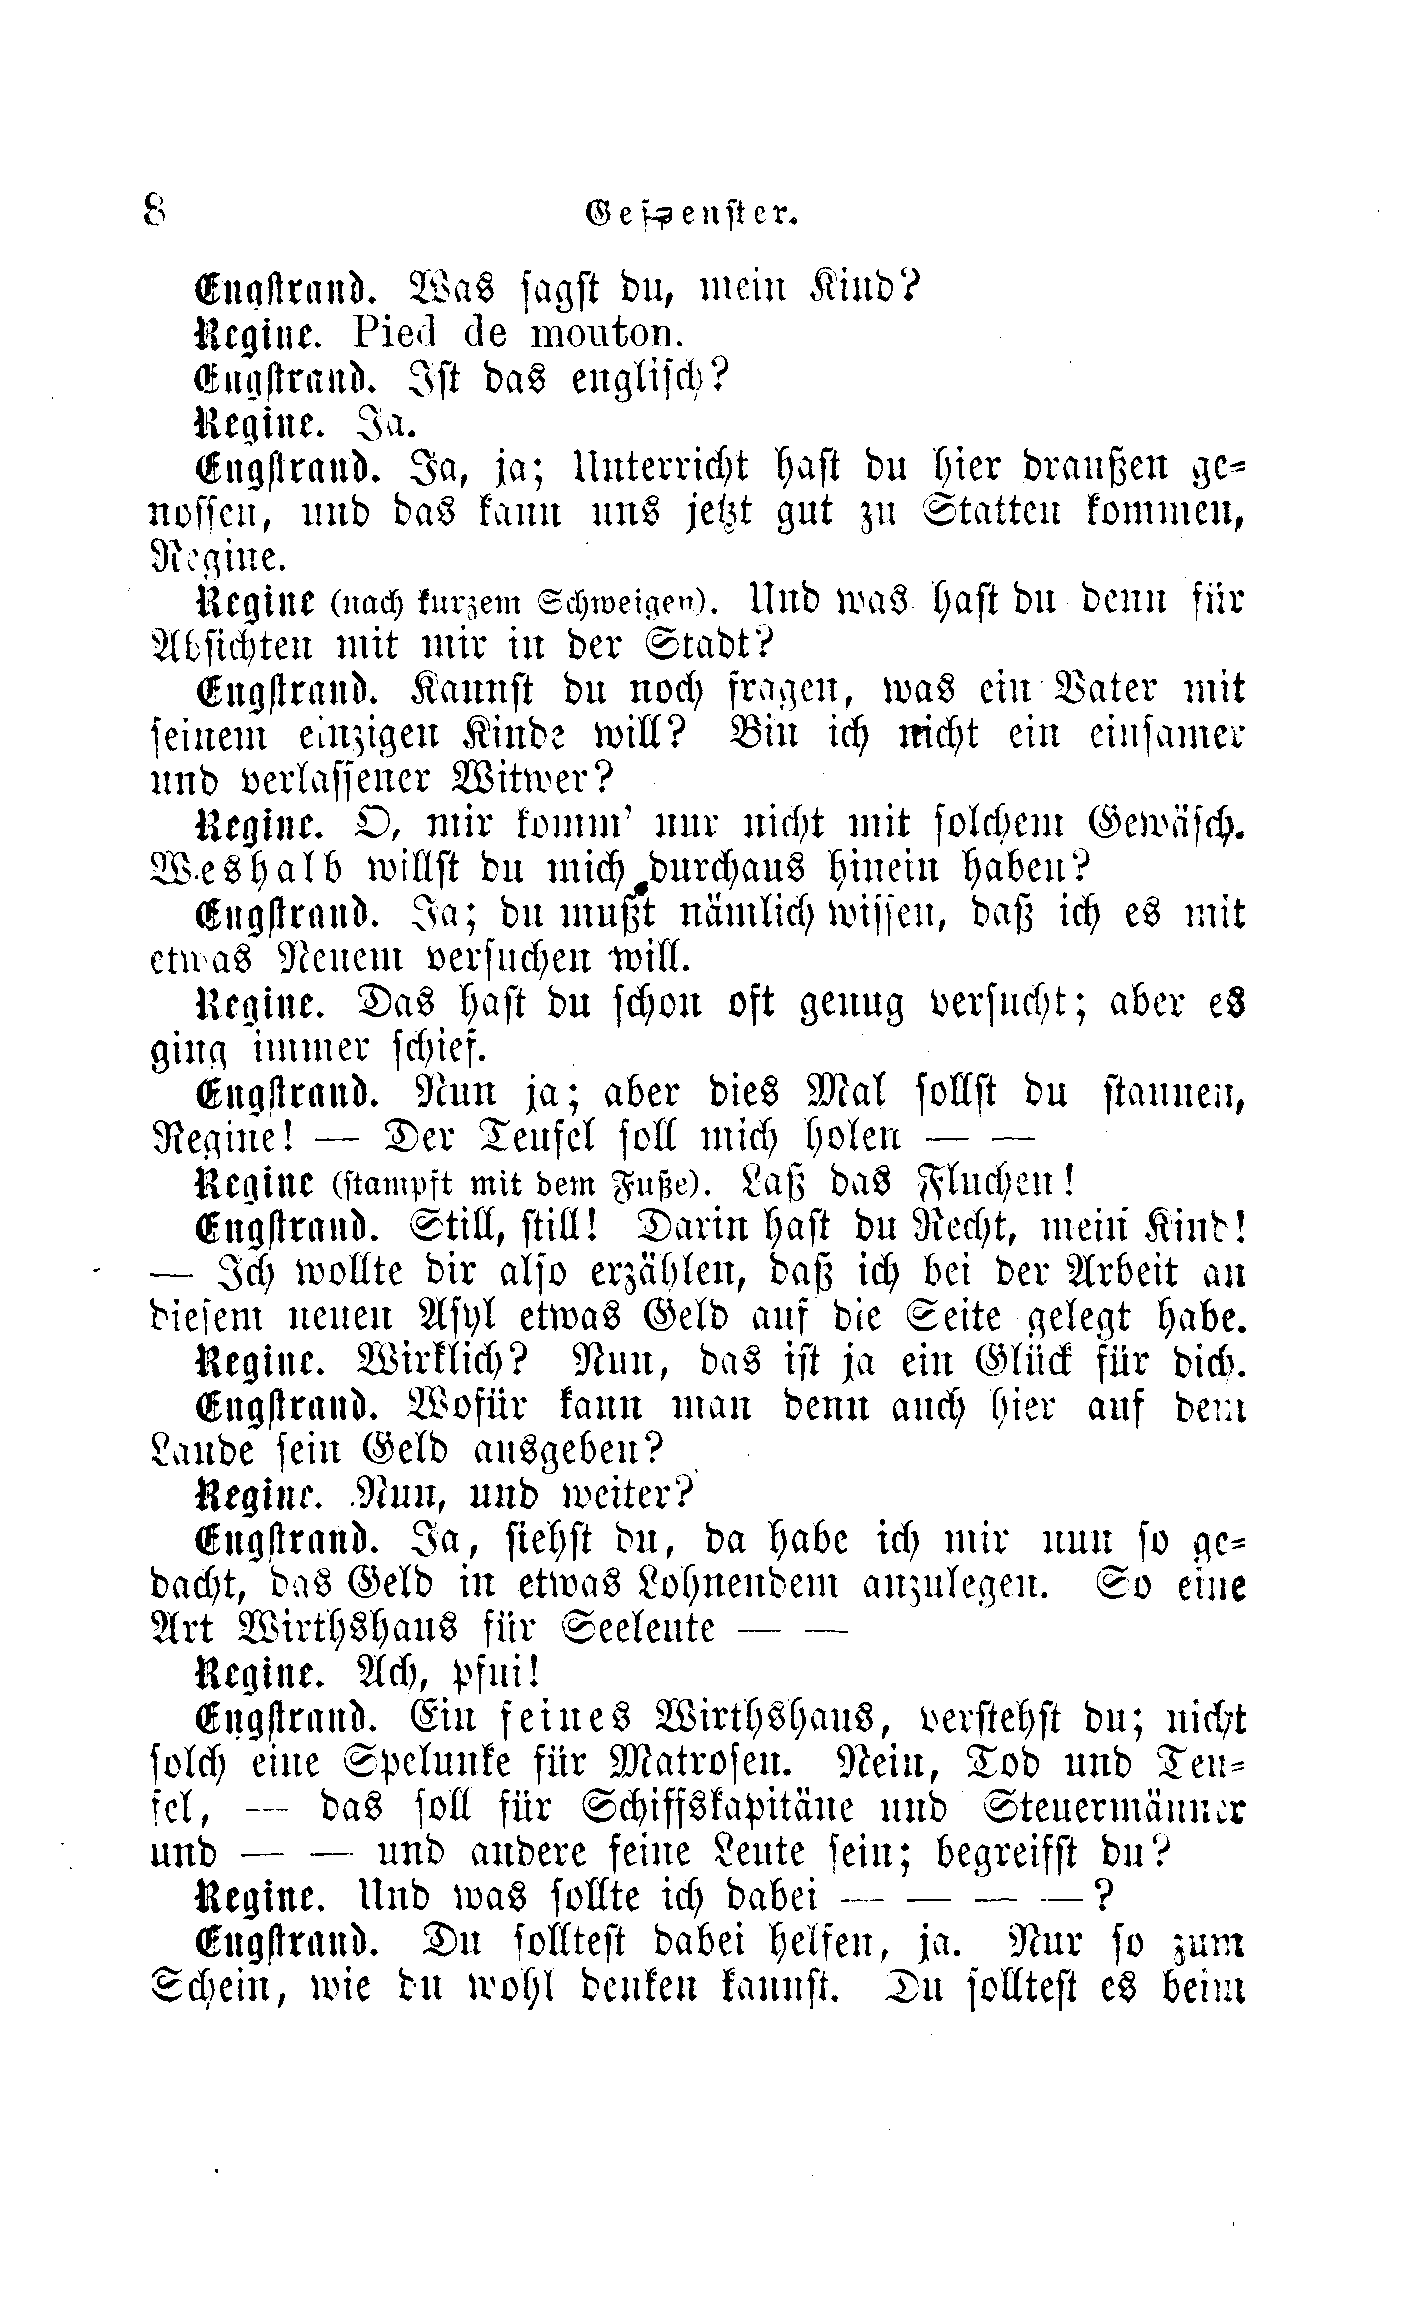 8 Gespenster.
Engstrand. Was sagst du, mein Kind?
Regine. Pied de mouton.
Engstrand. Ist das englisch?
Regine. Ja.
Engstrand. Ja, ja; Unterricht hast du hier draußen ge-
nossen, und das kann uns jetzt gut zu Statten kommen,
Regine.
Regine (nach kurzem Schweigen). Und was hast du denn für
Absichten mit mir in der Stadt?
Engstrand. Kannst du noch fragen, was ein Vater mit
seinem einzigen Kinde will? Bin ich nicht ein einsamer
und verlassener Witwer?
Regine. O, mir komm' nur nicht mit solchem Gewäsch.
Weshalb willst du mich durchaus hinein haben?
Engstrand. Ja; du mußt nämlich wissen, daß ich es mit
etwas Neuem versuchen will.
Regine. Das hast du schon oft genug versucht; aber es
ging immer schief.
Engstrand. Nun ja; aber dies Mal sollst du staunen,
Regine! — Der Teufel soll mich holen — —
Regine (stampft mit dem Fuße). Laß das Fluchen!
Engstrand. Still, still! Darin hast du Recht, mein Kind!
— Ich wollte dir also erzählen, daß ich bei der Arbeit an
diesem neuen Asyl etwas Geld auf die Seite gelegt habe.
Regine. Wirklich? Nun, das ist ja ein Glück für dich.
Engstrand. Wofür kann man denn auch hier auf dem
Lande sein Geld ausgeben?
Regine. Nun, und weiter?
Engstrand. Ja, siehst du, da habe ich mir nun so ge-
dacht, das Geld in etwas Lohnendem anzulegen. So eine
Art Wirthshaus für Seeleute — —
Regine. Ach, pfui!
Engstrand. Ein feines Wirthshaus, verstehst du; nicht
solch eine Spelunke für Matrosen. Nein, Tod und Teu-
fel, — das soll für Schiffskapitäne und Steuermänner
und — — und andere feine Leute sein; begreifst du?
Regine. Und was sollte ich dabei — — — —?
Engstrand. Du solltest dabei helfen, ja. Nur so zum
Schein, wie du wohl denken kannst. Du solltest es beim